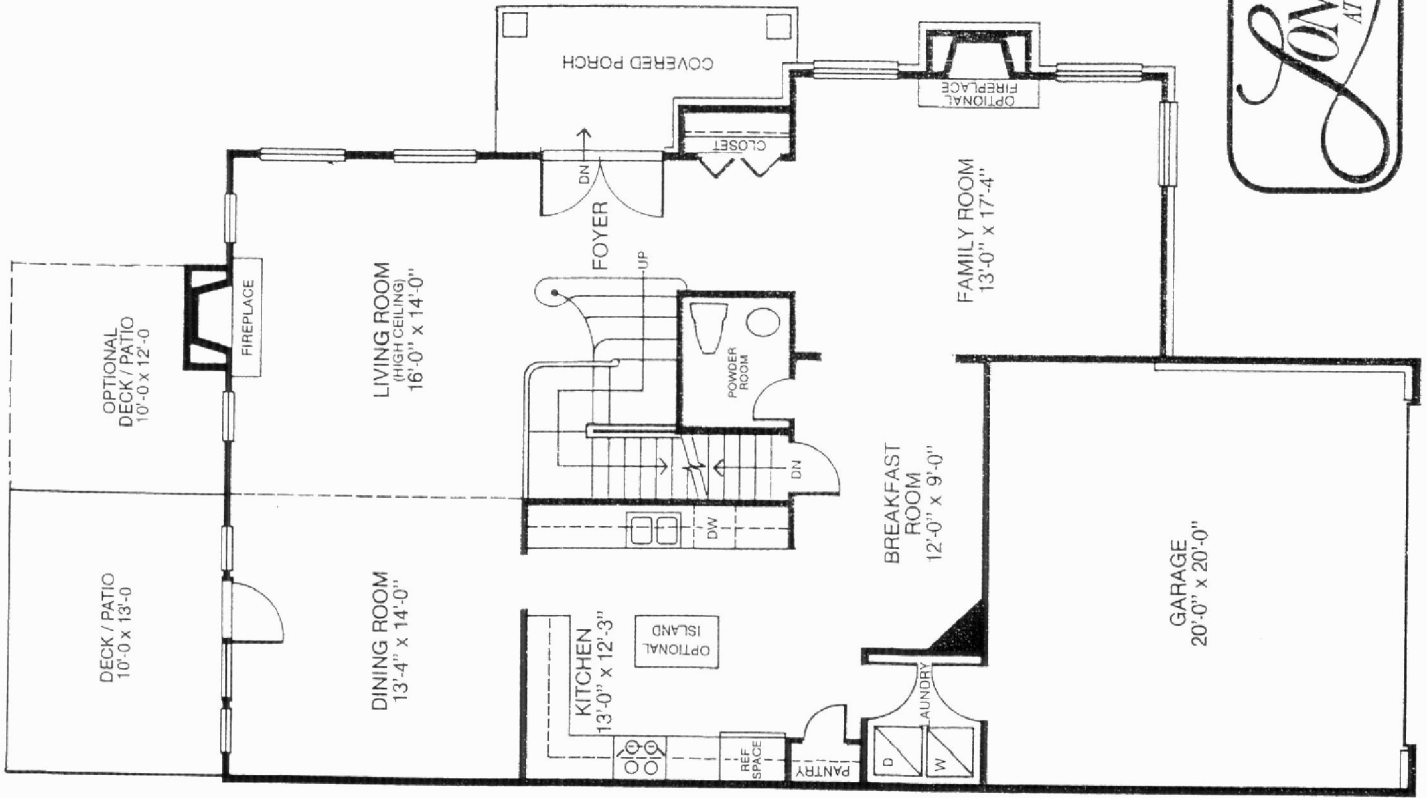 COVERED PORCH
OPTIONAL
FIREPLACE
CLOSET
DN
FOYER
UP
FAMILY ROOM
13'-0" x 17'-4"
OPTIONAL
DECK / PATIO
10'-0 x 12'-0
FIREPLACE
LIVING ROOM
(HIGH CEILING)
16'-0" x 14'-0"
POWDER
ROOM
DN
DECK / PATIO
10'-0 x 13'-0
DINING ROOM
13'-4" x 14'-0"
DW
BREAKFAST
ROOM
12'-0" x 9'-0"
KITCHEN
13'-0" x 12'-3"
OPTIONAL
ISLAND
REF
SPACE
PANTRY
LAUNDRY
D
W
GARAGE
20'-0" x 20'-0"
AT